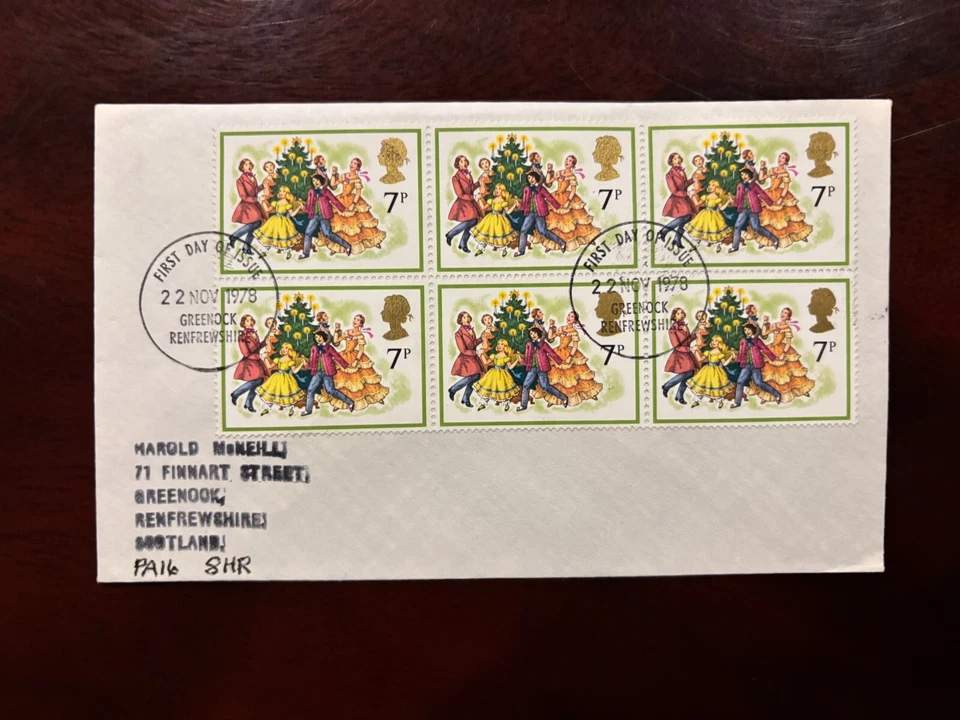 7P 7P 7P
FIRST DAY OF ISSUE
22 NOV 1978
GREENOCK
RENFREWSHIRE
FIRST DAY OF ISSUE
22 NOV 1978
GREENOCK
RENFREWSHIRE
7P 7P 7P
HAROLD McNEILL,
71 FINNART STREET,
GREENOCK,
RENFREWSHIRE,
SCOTLAND,
PA16 8HR